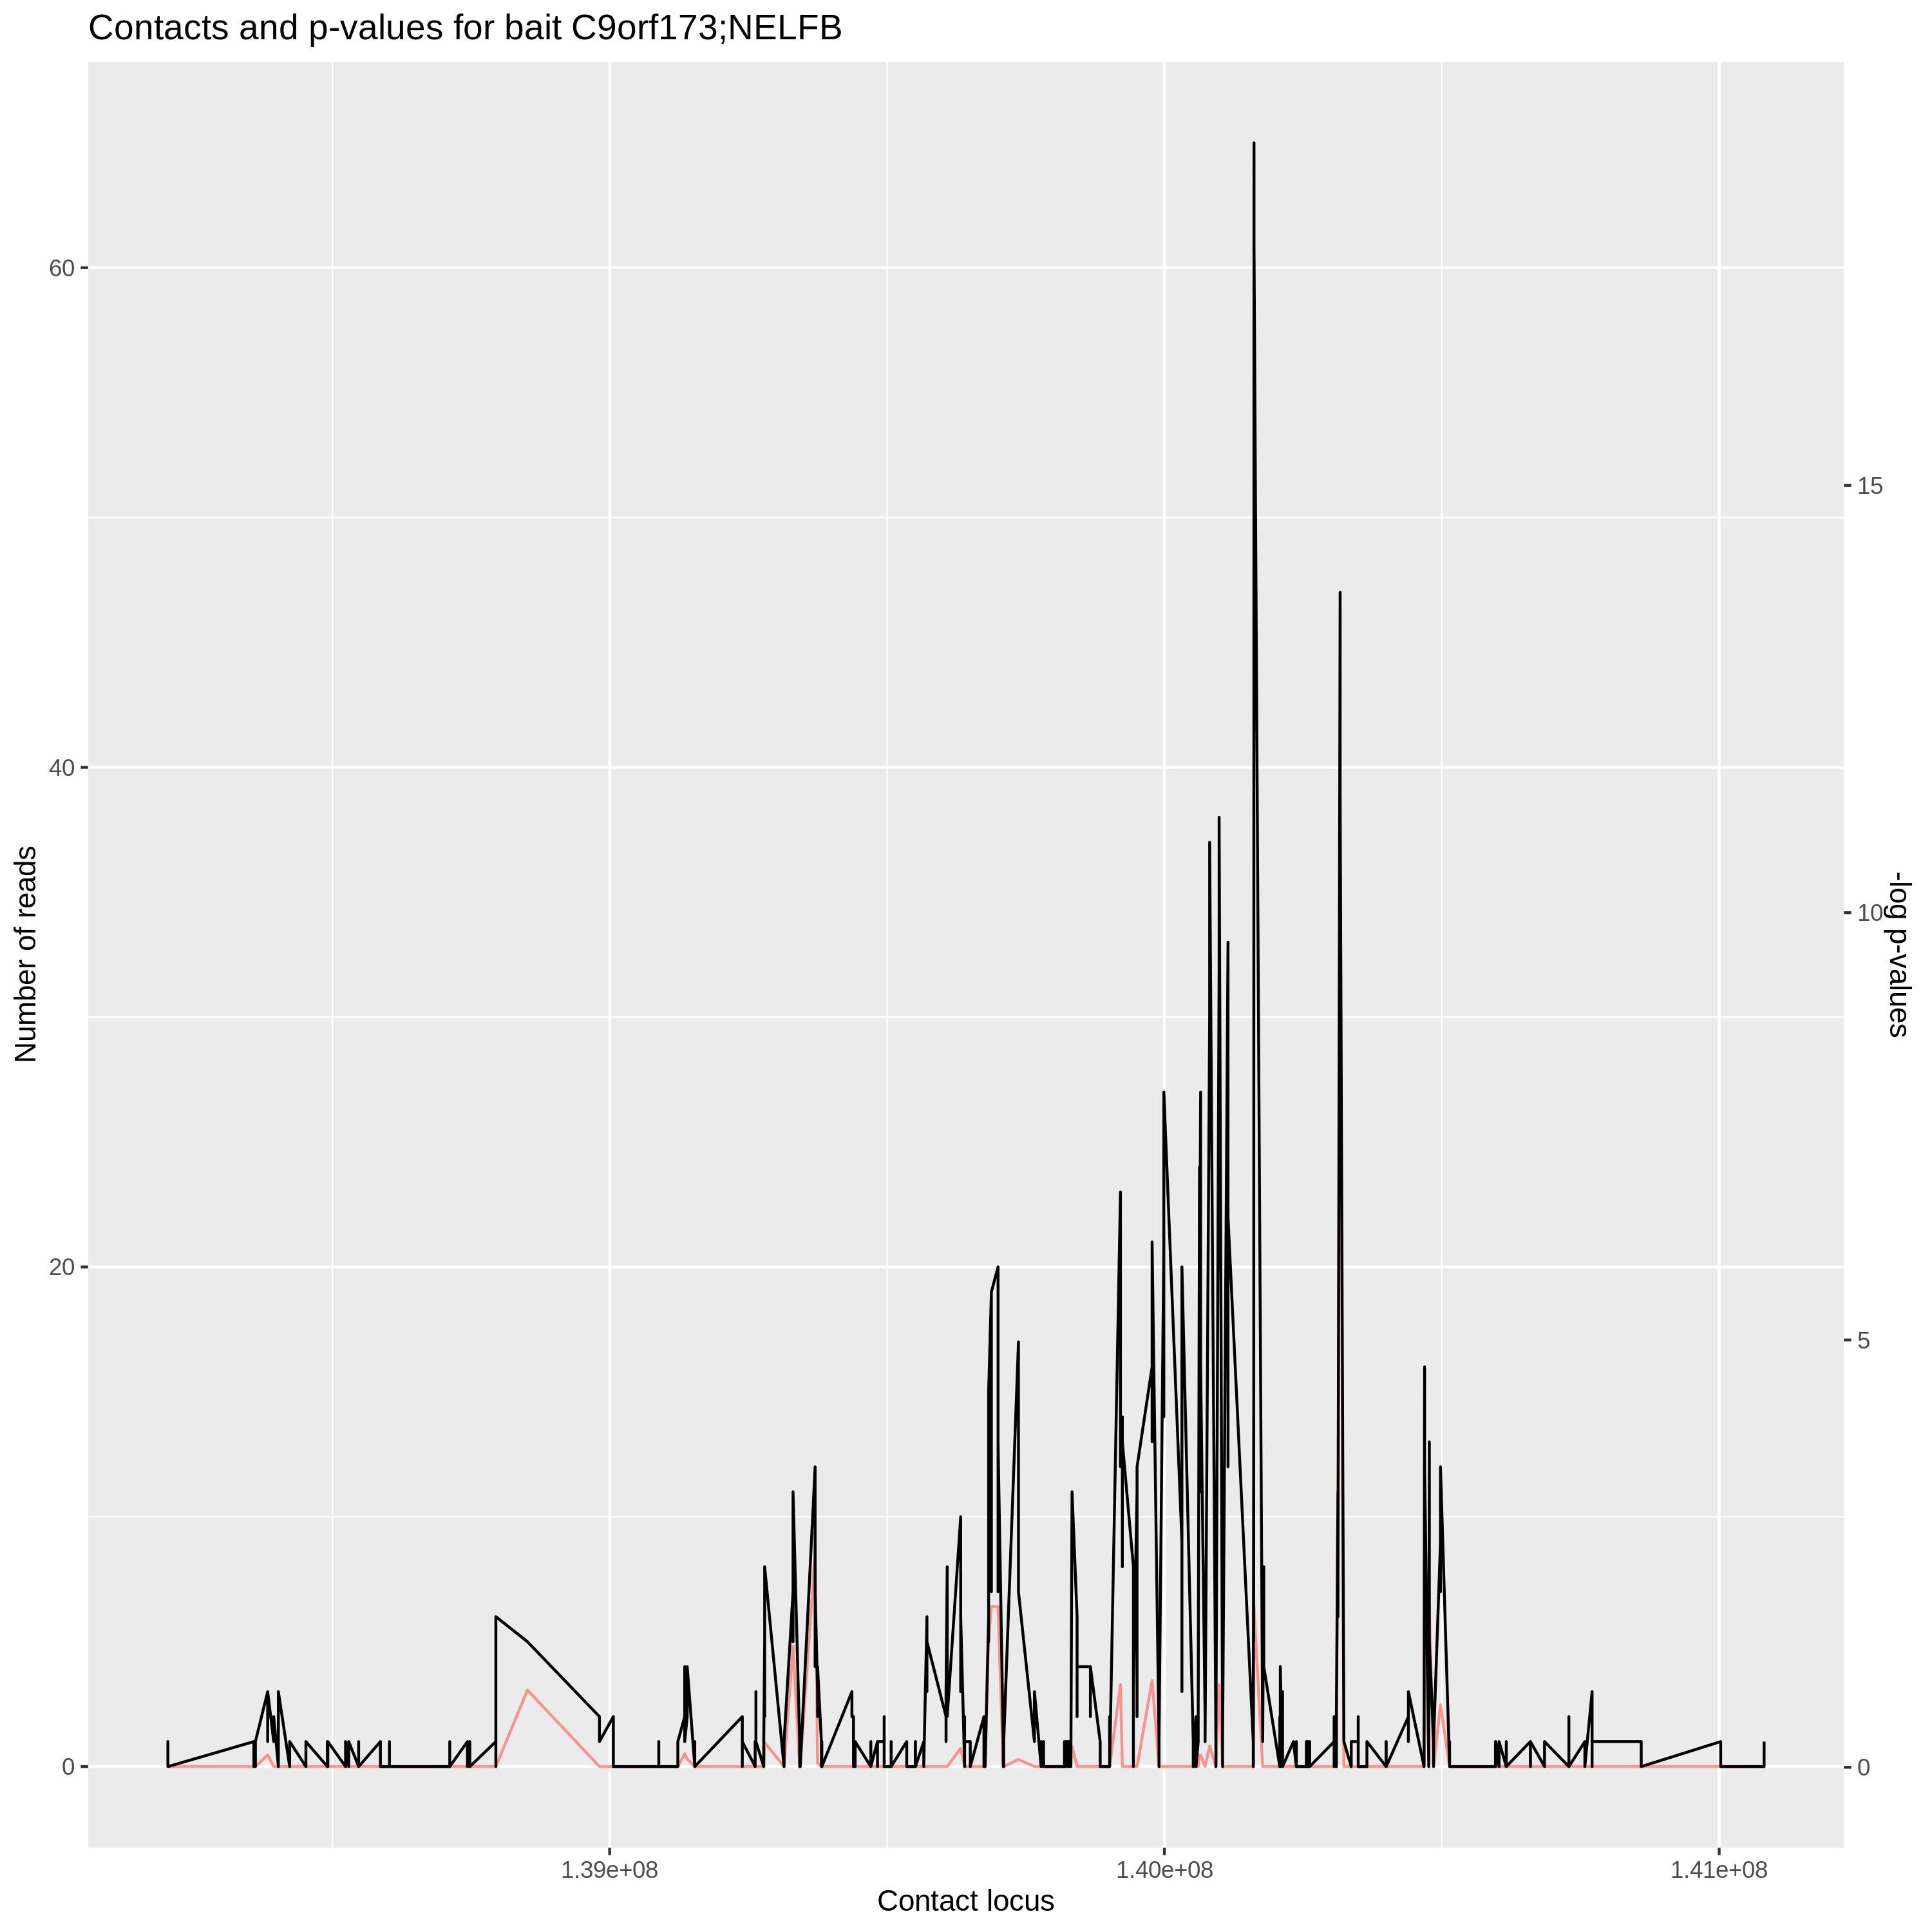 Contacts and p-values for bait C9orf173;NELFB
Number of reads
60
40
20
0
15
10
5
0
-log p-values
1.39e+08
1.40e+08
1.41e+08
Contact locus